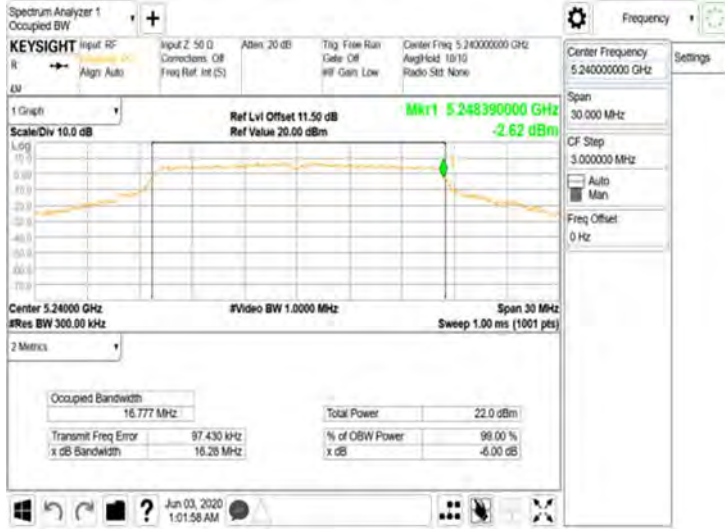 Spectrum Analyzer 1
Occupied BW
+
Frequency
KEYSIGHT Input: RF
R
Align: Auto
Input Z: 50 Ω
Corrections: Off
Freq Ref: Int (S)
Atten: 20 dB
Trig: Free Run
Gate: Off
#IF Gain: Low
Center Freq: 5.240000000 GHz
Avg|Hold: 10/10
Radio Std: None
Center Frequency
5.240000000 GHz
Settings
Span
30.000 MHz
CF Step
3.000000 MHz
Auto
Man
Freq Offset
0 Hz
1 Graph
Scale/Div 10.0 dB
Ref Lvl Offset 11.50 dB
Ref Value 20.00 dBm
Mkr1 5.248390000 GHz
-2.62 dBm
Log
Center 5.24000 GHz
#Res BW 300.00 kHz
#Video BW 1.0000 MHz
Span 30 MHz
Sweep 1.00 ms (1001 pts)
2 Metrics
Occupied Bandwidth
16.777 MHz
Total Power 22.0 dBm
Transmit Freq Error 97.430 kHz
% of OBW Power 99.00 %
x dB Bandwidth 16.28 MHz
x dB -6.00 dB
?
Jun 03, 2020
1:01:58 AM